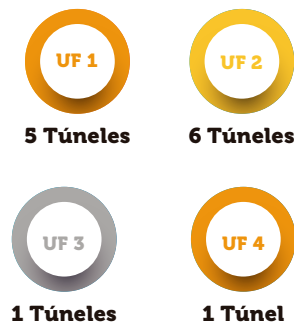 UF 1
UF 2
5 Túneles
6 Túneles
UF 3
UF 4
1 Túneles
1 Túnel